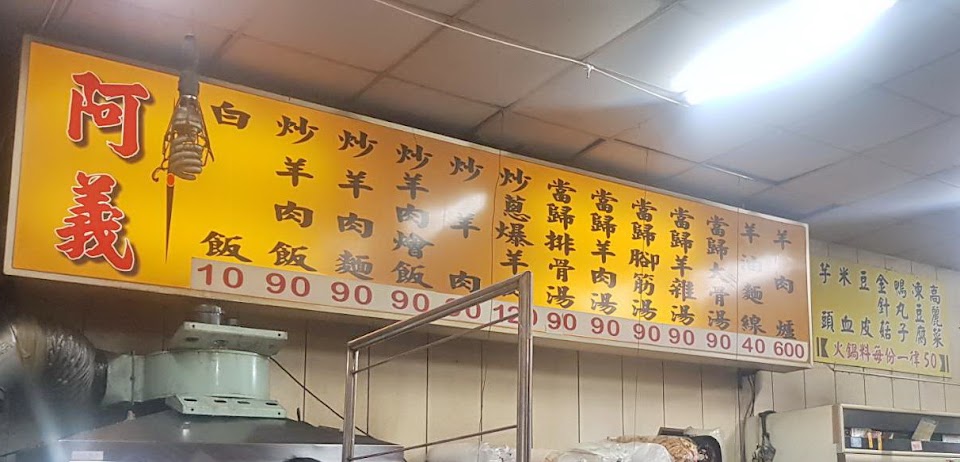 阿義
白飯 10
炒羊肉飯 90
炒羊肉麵 90
炒羊肉燴飯 90
炒羊肉 90
炒蔥爆羊 120
當歸排骨湯 90
當歸羊肉湯 90
當歸腳筋湯 90
當歸羊雜湯 90
當歸大骨湯 90
羊油麵線 40
羊肉爐 600
高麗菜
凍豆腐
鴨丸子
金針菇
豆皮
米血
芋頭
火鍋料每份一律50